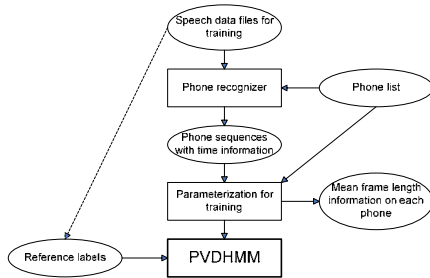 Speech data files for
training
Phone recognizer
Phone list
Phone sequences
with time information
Parameterization for
training
Mean frame length
information on each
phone
Reference labels
PVDHMM